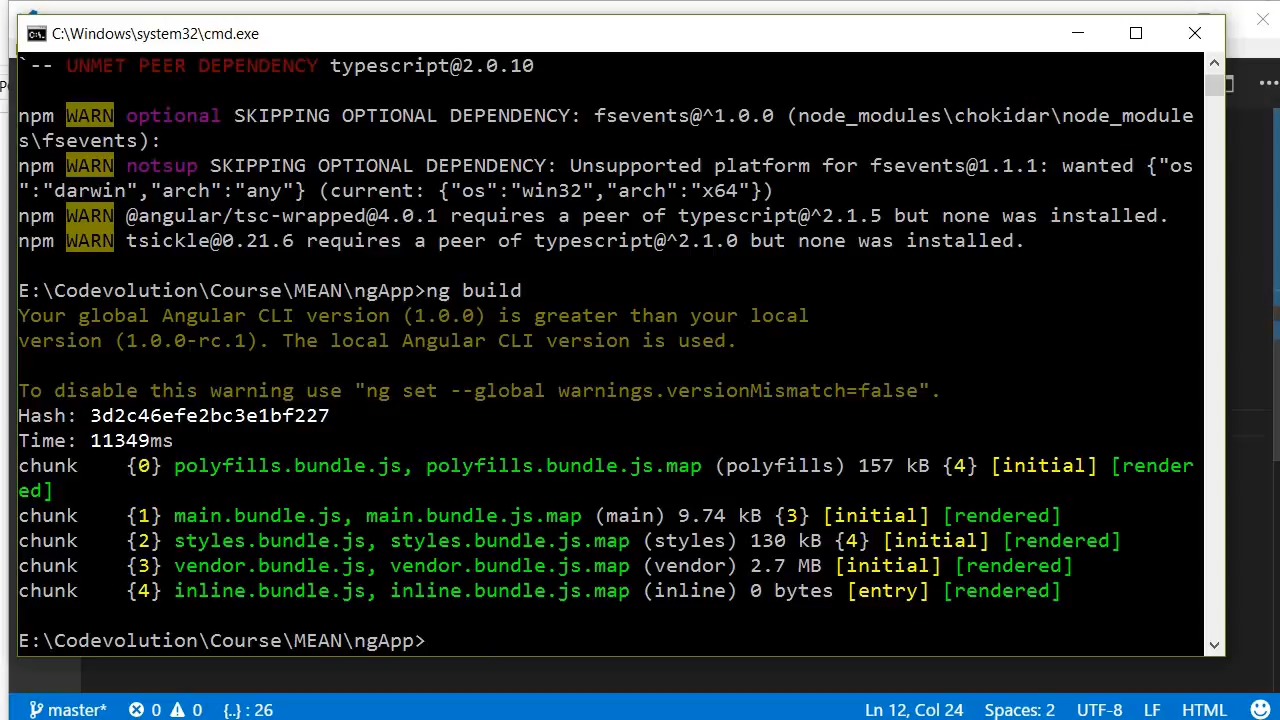 C:\Windows\system32\cmd.exe
`-- UNMET PEER DEPENDENCY typescript@2.0.10
npm WARN optional SKIPPING OPTIONAL DEPENDENCY: fsevents@^1.0.0 (node_modules\chokidar\node_module
s\fsevents):
npm WARN notsup SKIPPING OPTIONAL DEPENDENCY: Unsupported platform for fsevents@1.1.1: wanted {"os
":"darwin","arch":"any"} (current: {"os":"win32","arch":"x64"})
npm WARN @angular/tsc-wrapped@4.0.1 requires a peer of typescript@^2.1.5 but none was installed.
npm WARN tsickle@0.21.6 requires a peer of typescript@^2.1.0 but none was installed.
E:\Codevolution\Course\MEAN\ngApp>ng build
Your global Angular CLI version (1.0.0) is greater than your local
version (1.0.0-rc.1). The local Angular CLI version is used.
To disable this warning use "ng set --global warnings.versionMismatch=false".
Hash: 3d2c46efe2bc3e1bf227
Time: 11349ms
chunk    {0} polyfills.bundle.js, polyfills.bundle.js.map (polyfills) 157 kB {4} [initial] [render
ed]
chunk    {1} main.bundle.js, main.bundle.js.map (main) 9.74 kB {3} [initial] [rendered]
chunk    {2} styles.bundle.js, styles.bundle.js.map (styles) 130 kB {4} [initial] [rendered]
chunk    {3} vendor.bundle.js, vendor.bundle.js.map (vendor) 2.7 MB [initial] [rendered]
chunk    {4} inline.bundle.js, inline.bundle.js.map (inline) 0 bytes [entry] [rendered]
E:\Codevolution\Course\MEAN\ngApp>
master* 0 0 {..} : 26 Ln 12, Col 24 Spaces: 2 UTF-8 LF HTML